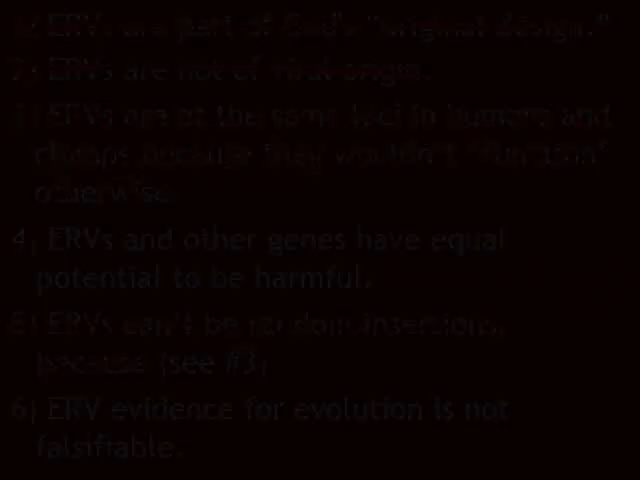 1) ERVs are part of God's "original design."
2) ERVs are not of viral origin.
3) ERVs are at the same loci in humans and
chimps because they wouldn't "function"
otherwise.
4) ERVs and other genes have equal
potential to be harmful.
5) ERVs can't be random insertions,
because (see #3)
6) ERV evidence for evolution is not
falsifiable.